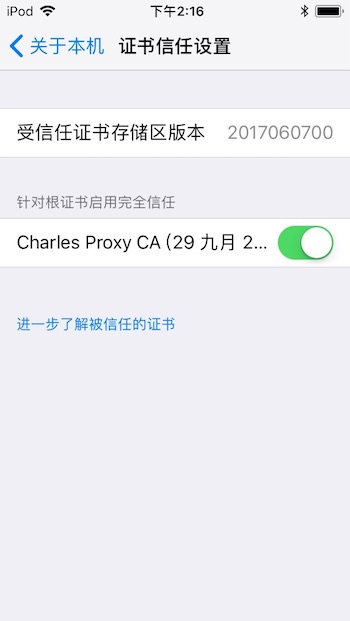 iPod 下午2:16
关于本机 证书信任设置
受信任证书存储区版本 2017060700
针对根证书启用完全信任
Charles Proxy CA (29 九月 2...
进一步了解被信任的证书